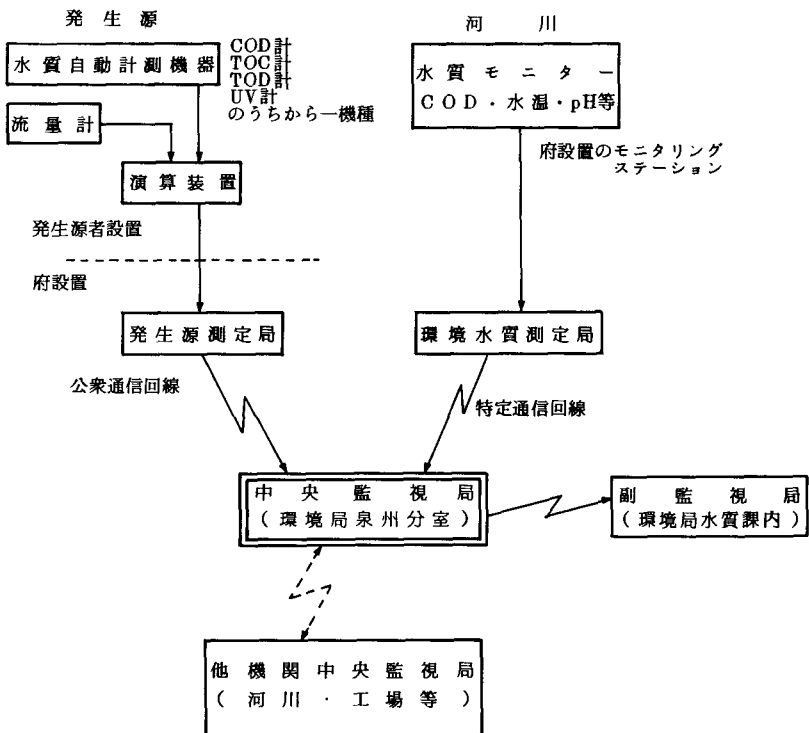 発生源
水質自動計測機器
COD計
TOC計
TOD計
UV計
のうちから一機種
流量計
演算装置
発生源者設置
府設置
発生源測定局
公衆通信回線
河川
水質モニター
COD・水温・pH等
府設置のモニタリング
ステーション
環境水質測定局
特定通信回線
中央監視局
(環境局泉州分室)
副監視局
(環境局水質課内)
他機関中央監視局
(河川・工場等)